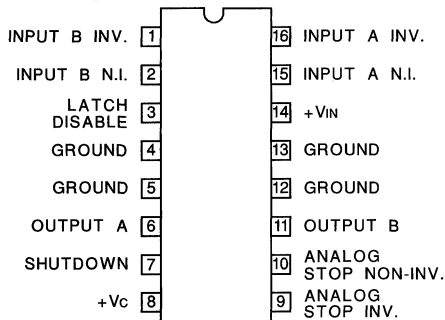 INPUT B INV. 1
INPUT B N.I. 2
LATCH
DISABLE 3
GROUND 4
GROUND 5
OUTPUT A 6
SHUTDOWN 7
+Vc 8
16 INPUT A INV.
15 INPUT A N.I.
14 +VIN
13 GROUND
12 GROUND
11 OUTPUT B
10 ANALOG
STOP NON-INV.
9 ANALOG
STOP INV.